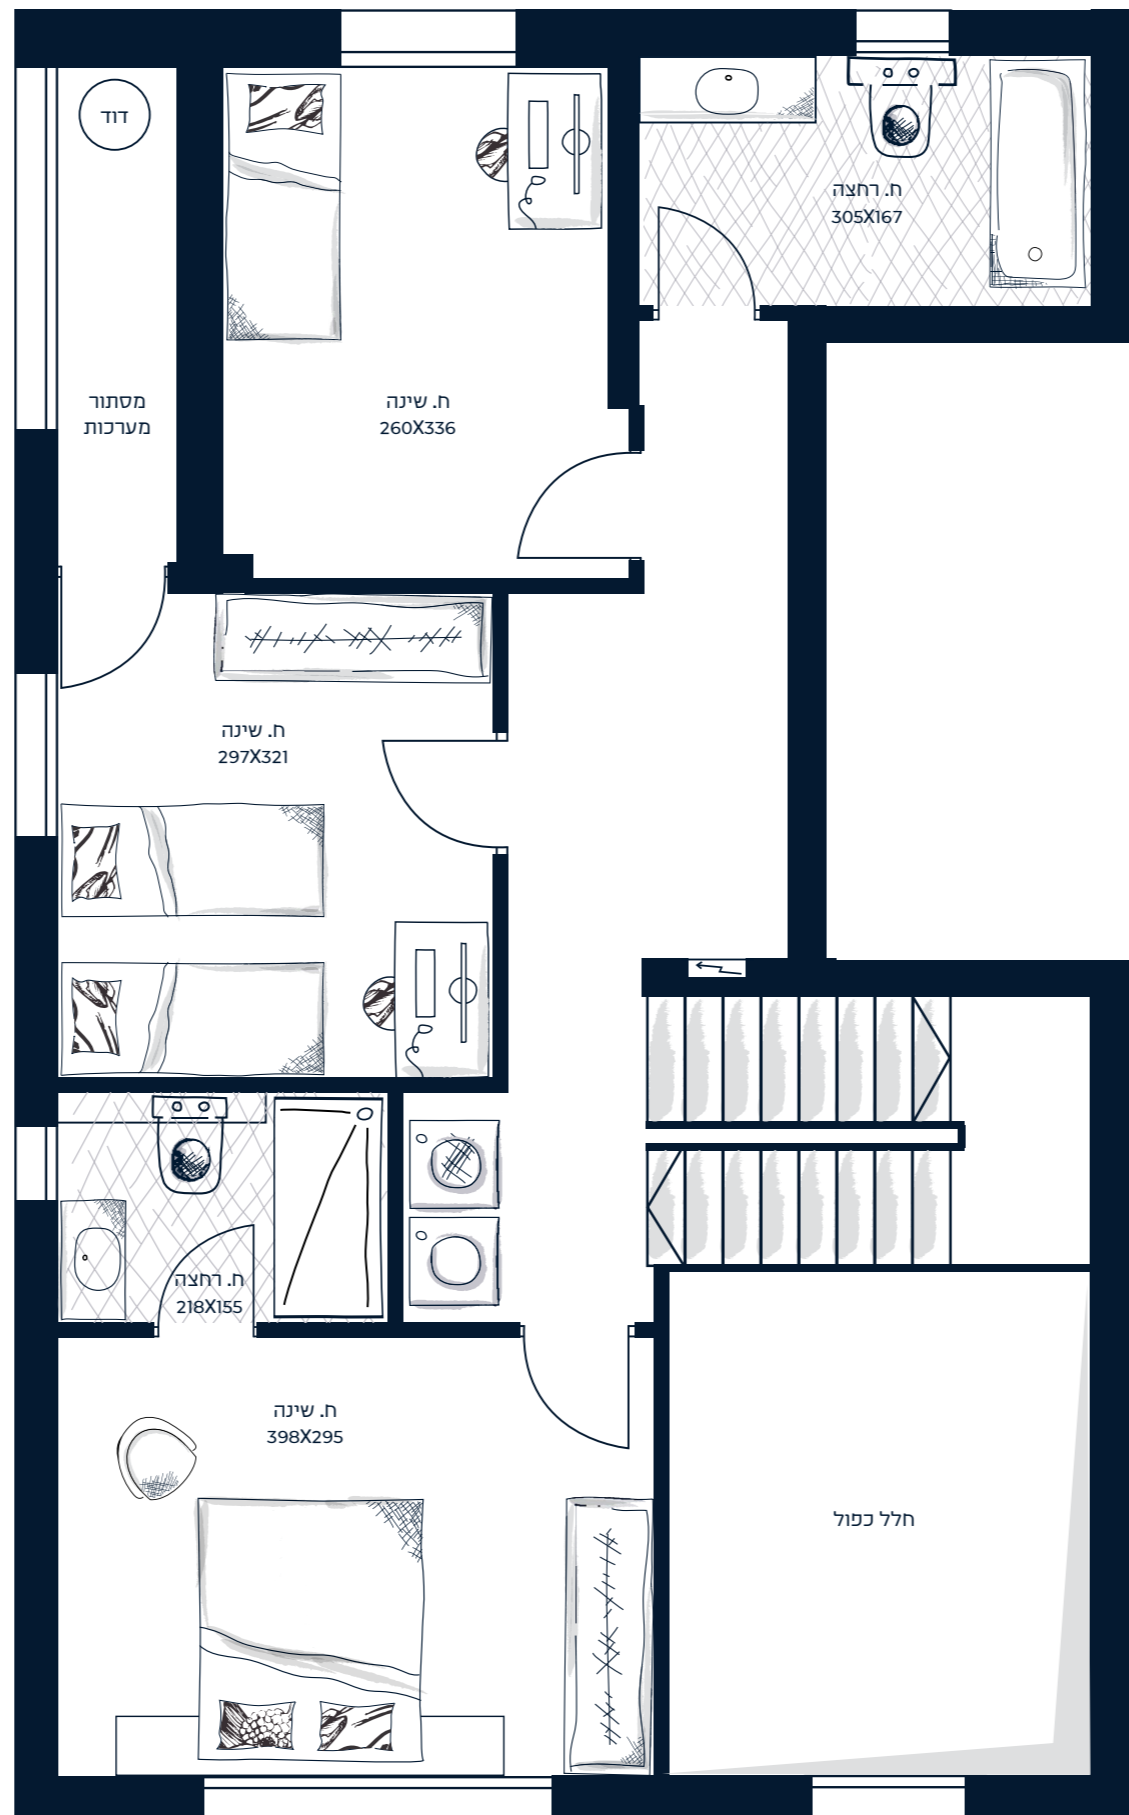 דוד
ח. רחצה
305X167
מסתור
מערכות
ח. שינה
260X336
ח. שינה
297X321
ח. רחצה
218X155
ח. שינה
398X295
חלל כפול